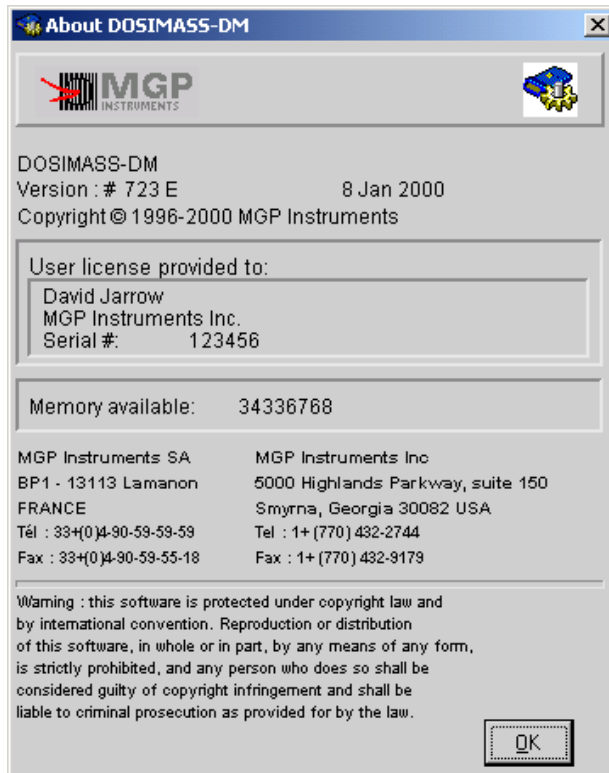 About DOSIMASS-DM
MGP
INSTRUMENTS
DOSIMASS-DM
Version : # 723 E 8 Jan 2000
Copyright © 1996-2000 MGP Instruments
User license provided to:
David Jarrow
MGP Instruments Inc.
Serial #: 123456
Memory available: 34336768
MGP Instruments SA
BP1 - 13113 Lamanon
FRANCE
Tél : 33+(0)4-90-59-59-59
Fax : 33+(0)4-90-59-55-18
MGP Instruments Inc
5000 Highlands Parkway, suite 150
Smyrna, Georgia 30082 USA
Tel : 1+ (770) 432-2744
Fax : 1+ (770) 432-9179
Warning : this software is protected under copyright law and
by international convention. Reproduction or distribution
of this software, in whole or in part, by any means of any form,
is strictly prohibited, and any person who does so shall be
considered guilty of copyright infringement and shall be
liable to criminal prosecution as provided for by the law.
OK